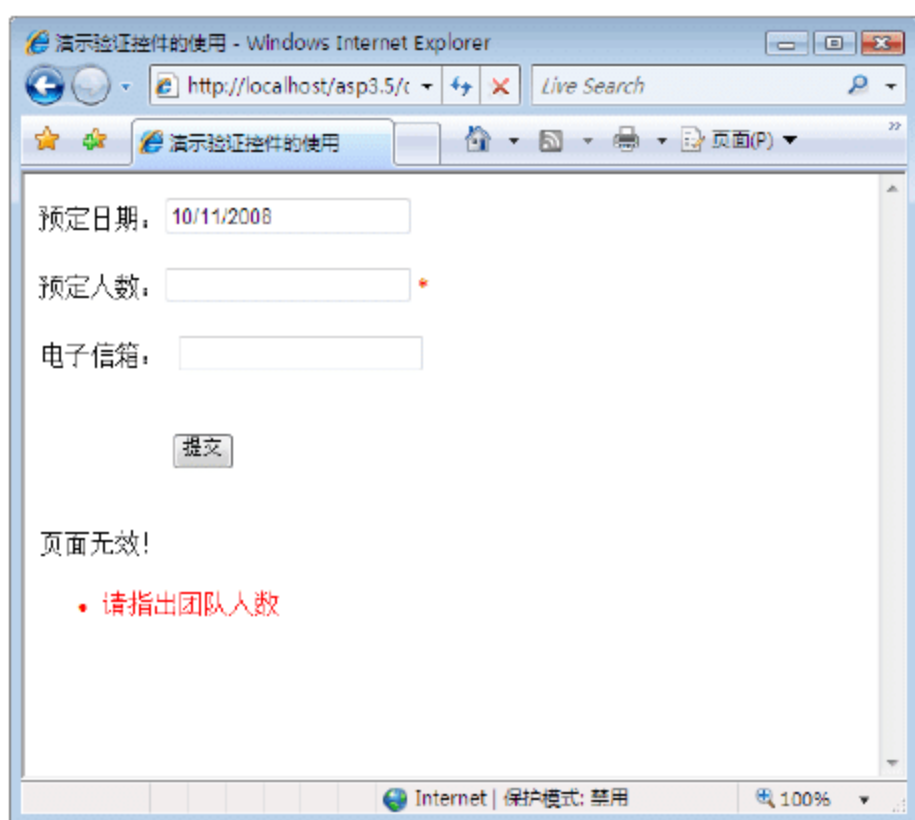 演示验证控件的使用 - Windows Internet Explorer
http://localhost/asp3.5/c
Live Search
演示验证控件的使用
页面(P)
预定日期: 10/11/2008
预定人数: *
电子信箱:
提交
页面无效!
• 请指出团队人数
Internet | 保护模式: 禁用
100%